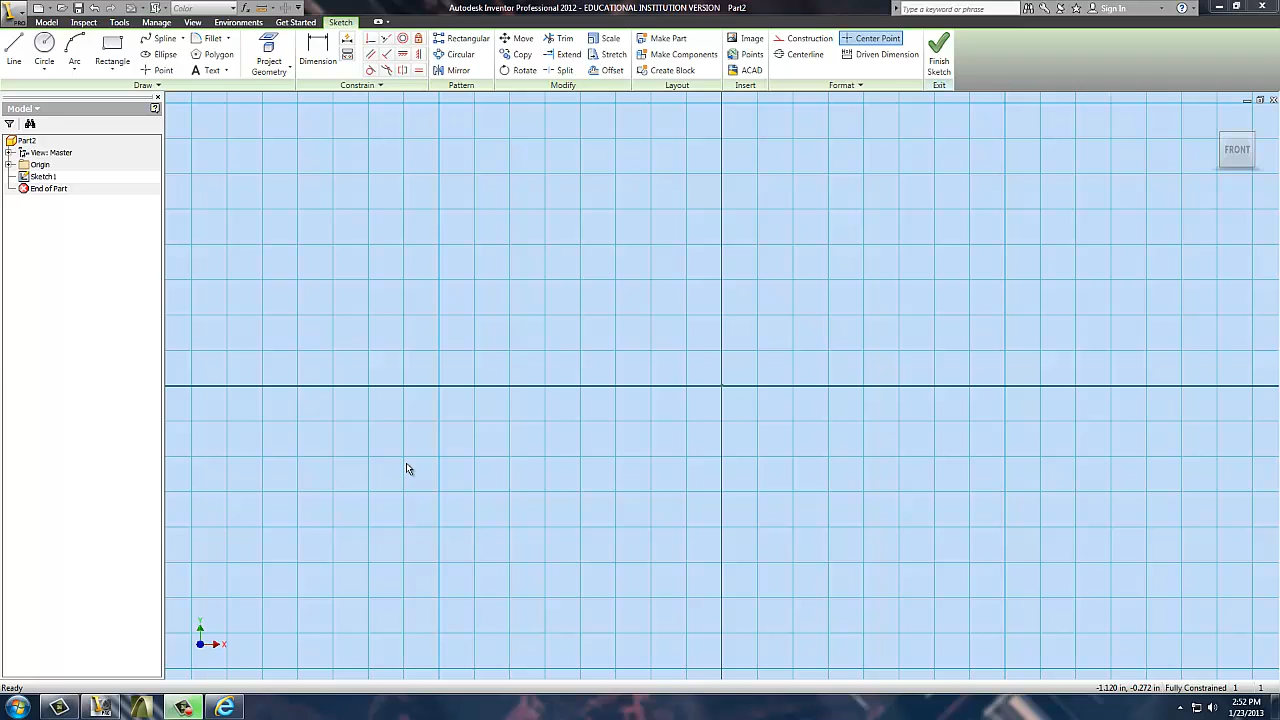 Color
Autodesk Inventor Professional 2012 - EDUCATIONAL INSTITUTION VERSION Part2
Type a keyword or phrase
Sign In
PRO
Model Inspect Tools Manage View Environments Get Started Sketch
Line Circle Arc Rectangle
Spline Fillet
Ellipse Polygon
Point Text
Project Geometry
Dimension
Rectangular
Circular
Mirror
Move Trim Scale
Copy Extend Stretch
Rotate Split Offset
Make Part
Make Components
Create Block
Image
Points
ACAD
Construction Center Point
Centerline Driven Dimension
Finish Sketch
Draw Constrain Pattern Modify Layout Insert Format Exit
Model
Part2
View: Master
Origin
Sketch1
End of Part
FRONT
Y
X
Ready
-1.120 in, -0.272 in Fully Constrained 1 1
2:52 PM
1/23/2013